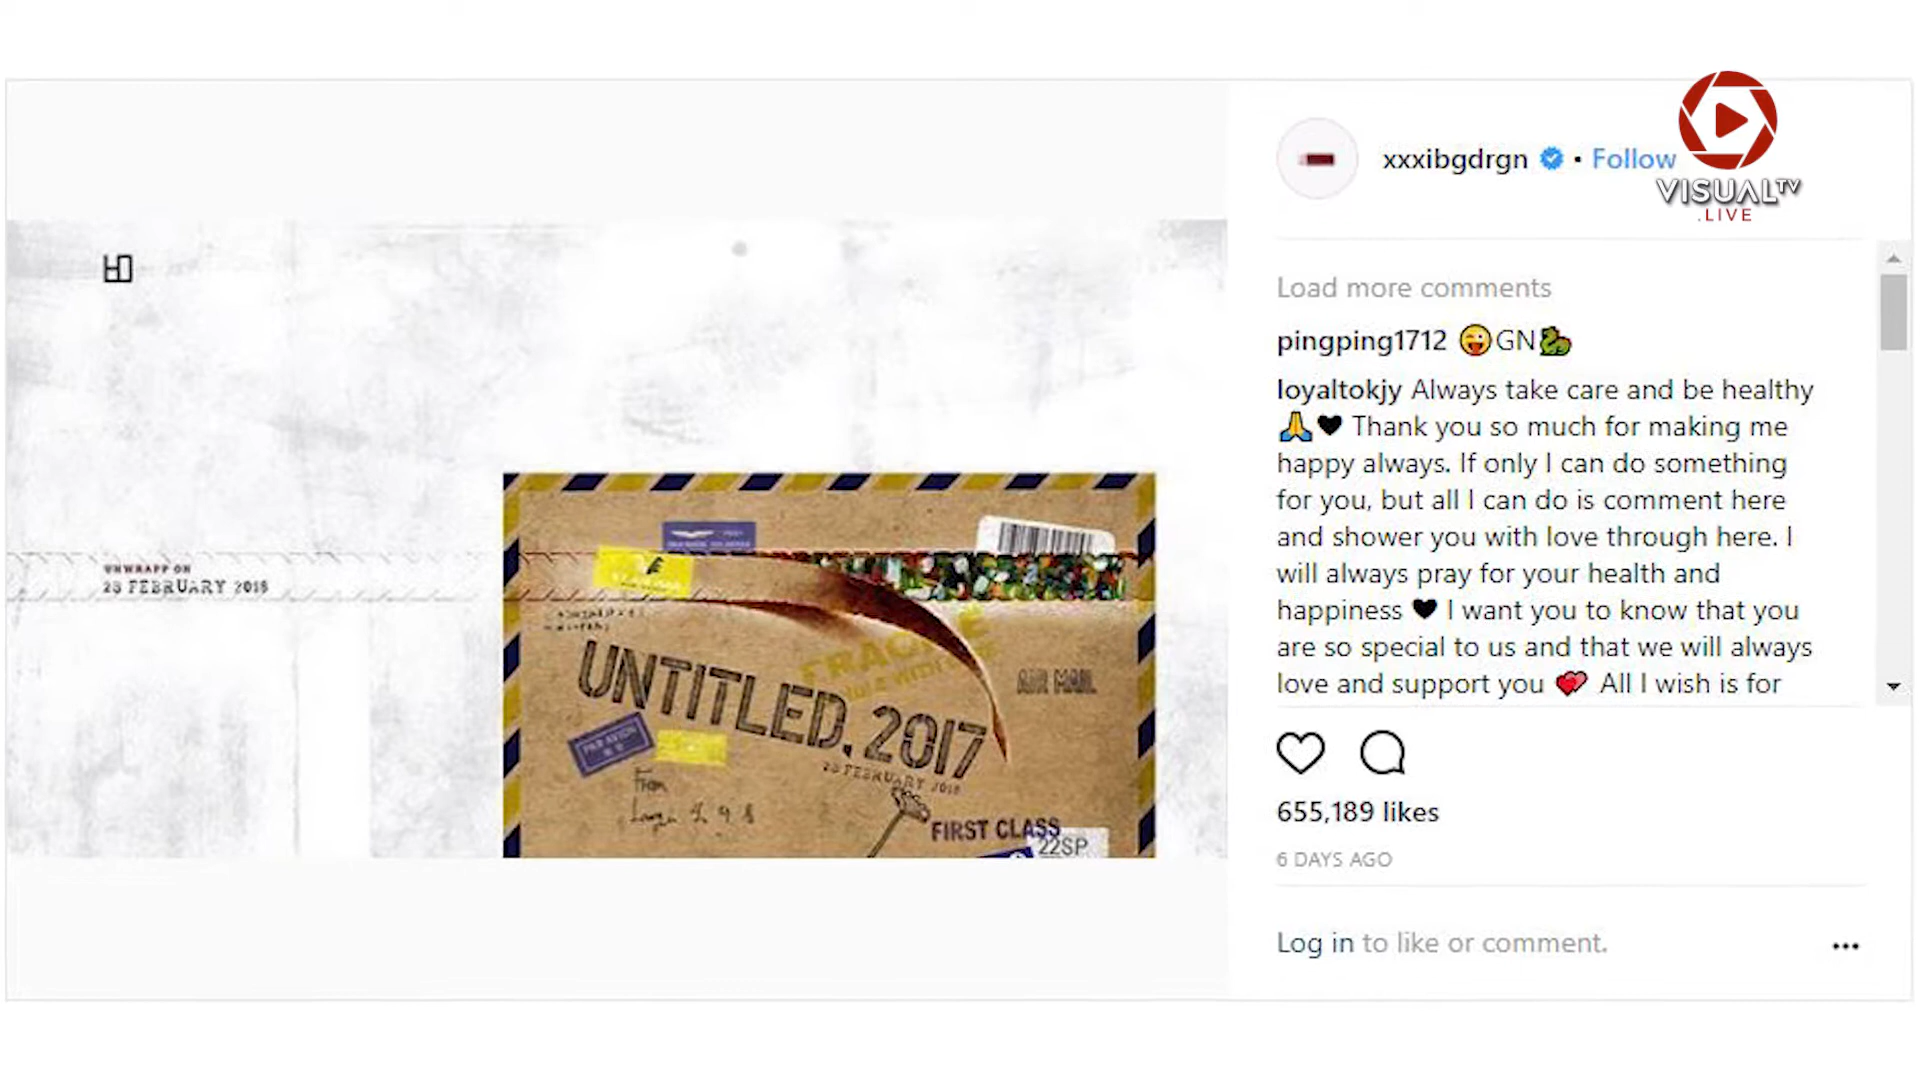 VISUALTV
.LIVE
xxxibgdrgn • Follow
Load more comments
pingping1712 😜GN🐉
loyaltokjy Always take care and be healthy
🙏🖤 Thank you so much for making me
happy always. If only I can do something
for you, but all I can do is comment here
and shower you with love through here. I
will always pray for your health and
happiness 🖤 I want you to know that you
are so special to us and that we will always
love and support you 💕 All I wish is for
655,189 likes
6 DAYS AGO
Log in to like or comment.
UNWRAPP ON
23 FEBRUARY 2018
FRAGILE
UNTITLED, 2017
23 FEBRUARY 2018
AIR MAIL
PAR AVION
From
FIRST CLASS
22SP